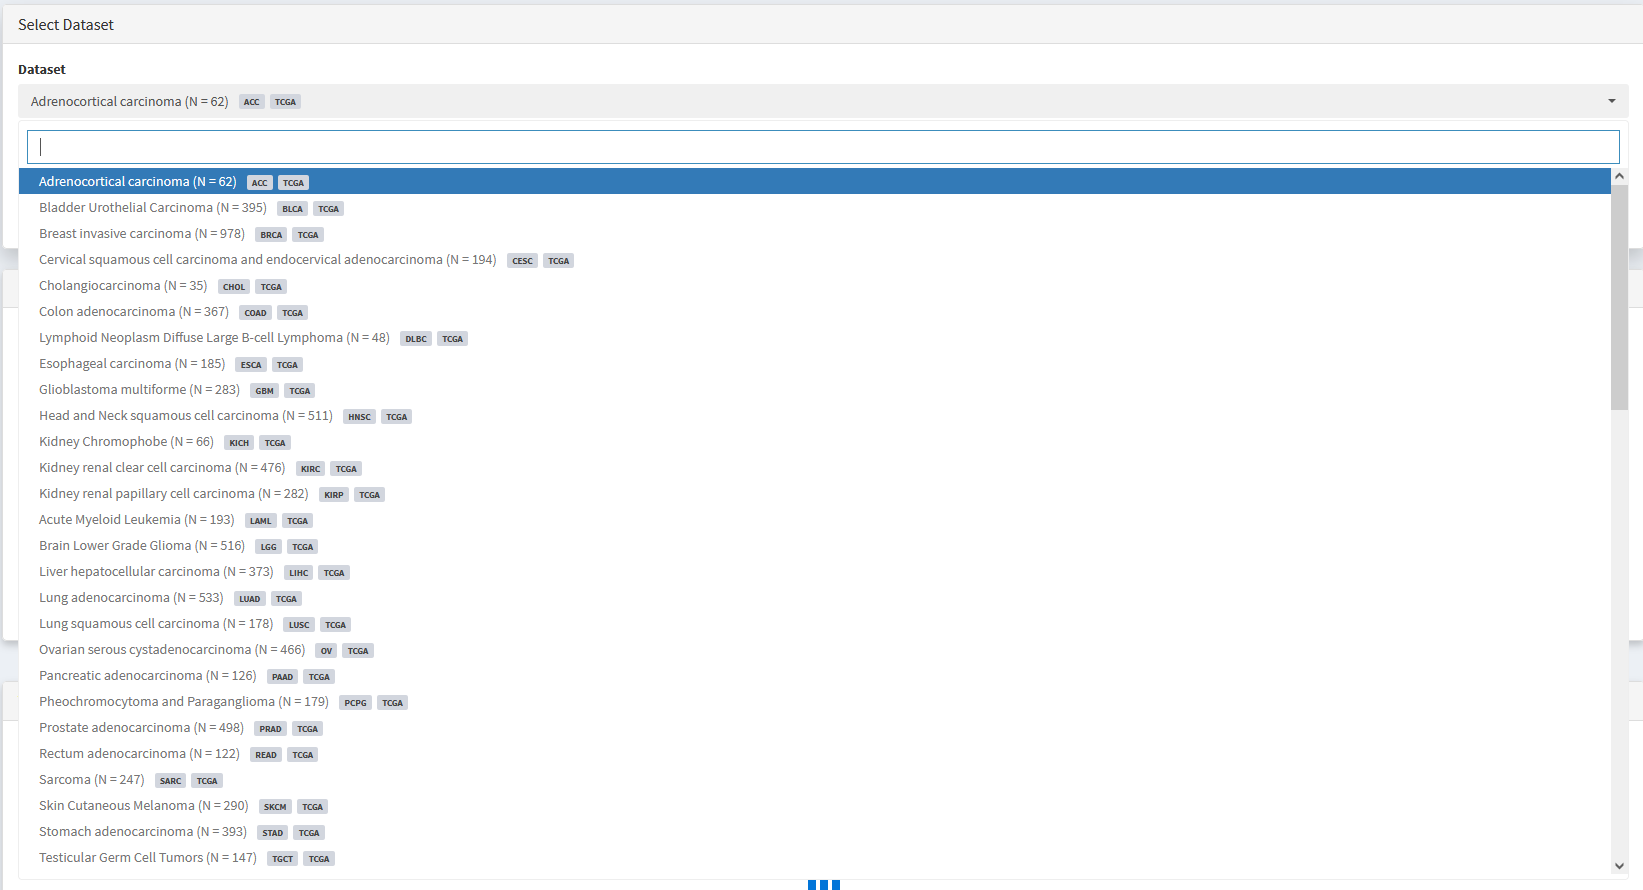 Select Dataset
Dataset
Adrenocortical carcinoma (N = 62) ACC TCGA
Adrenocortical carcinoma (N = 62) ACC TCGA
Bladder Urothelial Carcinoma (N = 395) BLCA TCGA
Breast invasive carcinoma (N = 978) BRCA TCGA
Cervical squamous cell carcinoma and endocervical adenocarcinoma (N = 194) CESC TCGA
Cholangiocarcinoma (N = 35) CHOL TCGA
Colon adenocarcinoma (N = 367) COAD TCGA
Lymphoid Neoplasm Diffuse Large B-cell Lymphoma (N = 48) DLBC TCGA
Esophageal carcinoma (N = 185) ESCA TCGA
Glioblastoma multiforme (N = 283) GBM TCGA
Head and Neck squamous cell carcinoma (N = 511) HNSC TCGA
Kidney Chromophobe (N = 66) KICH TCGA
Kidney renal clear cell carcinoma (N = 476) KIRC TCGA
Kidney renal papillary cell carcinoma (N = 282) KIRP TCGA
Acute Myeloid Leukemia (N = 193) LAML TCGA
Brain Lower Grade Glioma (N = 516) LGG TCGA
Liver hepatocellular carcinoma (N = 373) LIHC TCGA
Lung adenocarcinoma (N = 533) LUAD TCGA
Lung squamous cell carcinoma (N = 178) LUSC TCGA
Ovarian serous cystadenocarcinoma (N = 466) OV TCGA
Pancreatic adenocarcinoma (N = 126) PAAD TCGA
Pheochromocytoma and Paraganglioma (N = 179) PCPG TCGA
Prostate adenocarcinoma (N = 498) PRAD TCGA
Rectum adenocarcinoma (N = 122) READ TCGA
Sarcoma (N = 247) SARC TCGA
Skin Cutaneous Melanoma (N = 290) SKCM TCGA
Stomach adenocarcinoma (N = 393) STAD TCGA
Testicular Germ Cell Tumors (N = 147) TGCT TCGA